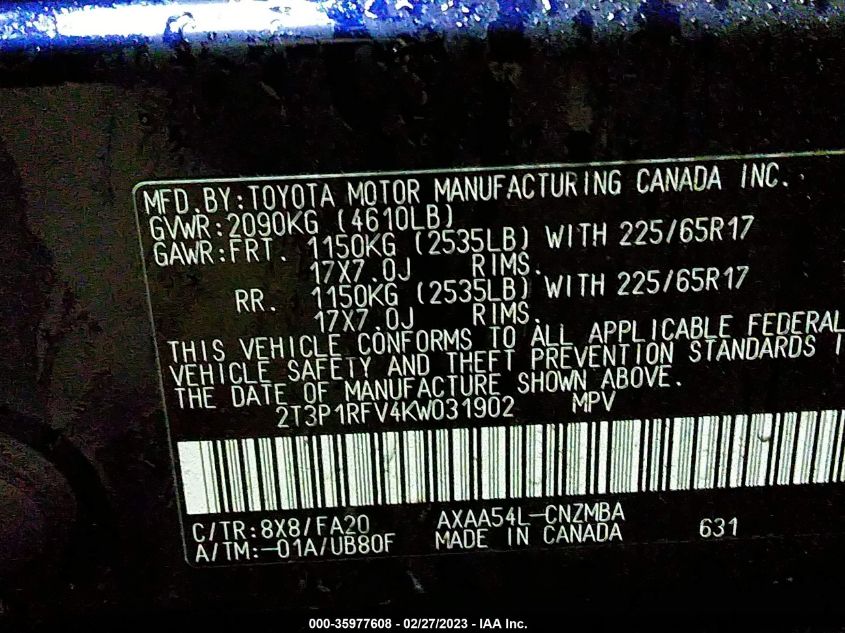 MFD.BY:TOYOTA MOTOR MANUFACTURING CANADA INC.
GVWR:2090KG (4610LB)
GAWR:FRT. 1150KG (2535LB) WITH 225/65R17
17X7.0J RIMS.
RR. 1150KG (2535LB) WITH 225/65R17
17X7.0J RIMS.
THIS VEHICLE CONFORMS TO ALL APPLICABLE FEDERAL
VEHICLE SAFETY AND THEFT PREVENTION STANDARDS I
THE DATE OF MANUFACTURE SHOWN ABOVE.
2T3P1RFV4KW031902 MPV
C/TR:8X8/FA20 AXAA54L-CNZMBA
A/TM:-01A/UB80F MADE IN CANADA 631
000-35977608 - 02/27/2023 - IAA Inc.